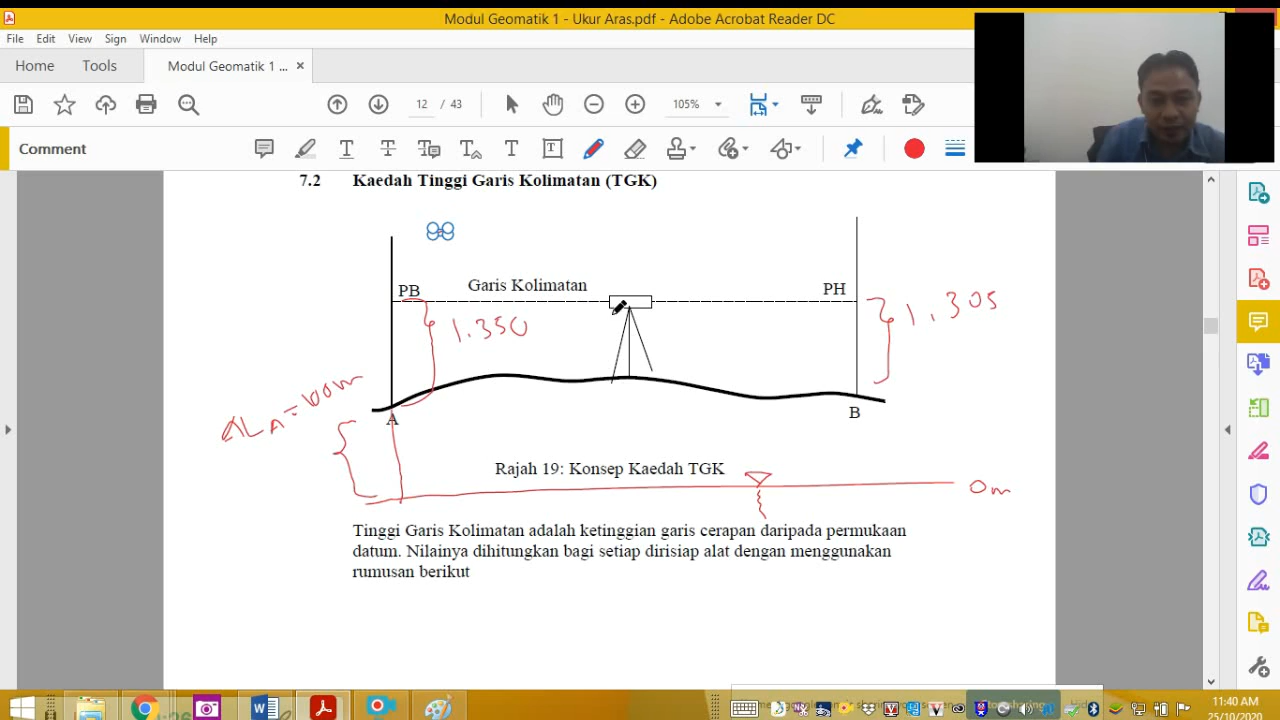 Modul Geomatik 1 - Ukur Aras.pdf - Adobe Acrobat Reader DC
File Edit View Sign Window Help
Home Tools Modul Geomatik 1 ... ×
12 / 43 105%
Comment
7.2 Kaedah Tinggi Garis Kolimatan (TGK)
PB Garis Kolimatan PH
1.350 1.305
A B
0m
Rajah 19: Konsep Kaedah TGK
Tinggi Garis Kolimatan adalah ketinggian garis cerapan daripada permukaan
datum. Nilainya dihitungkan bagi setiap dirisiap alat dengan menggunakan
rumusan berikut
11:40 AM
25/10/2020